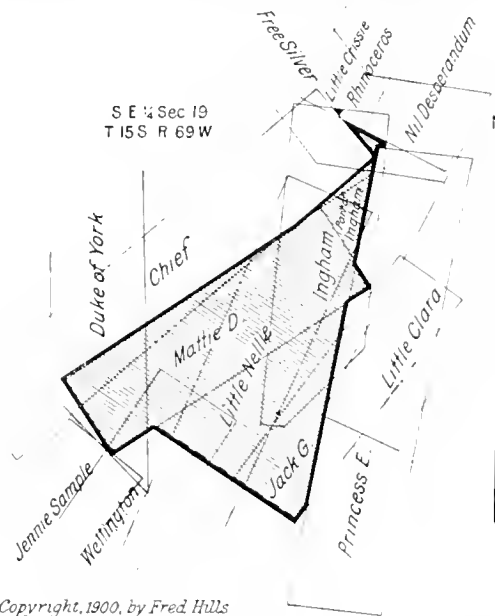 Free Silver
Little Crissie
Rhinoceros
Nil Desperandum
S E ¼ Sec 19
T 15 S R 69 W
Duke of York
Chief
Ingham
Ingham
Mattie D.
Little Nellie
Little Clara
Jack G.
Princess E.
Jennie Sample
Wellington
Copyright, 1900, by Fred Hills